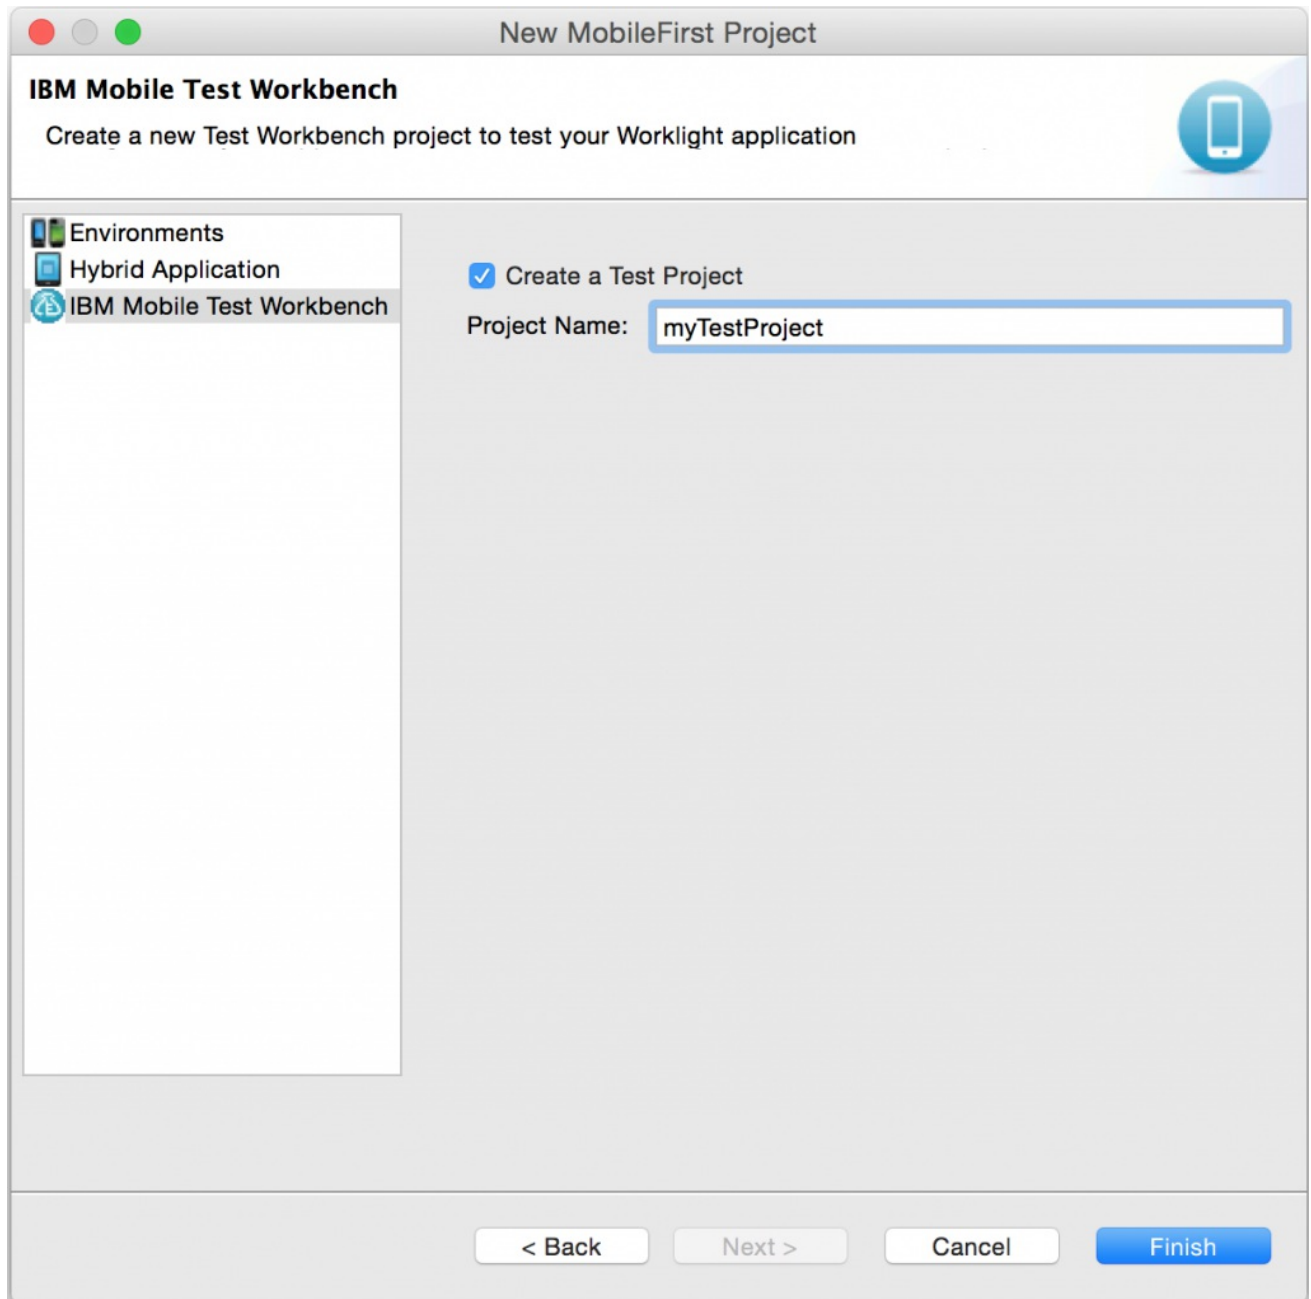 New MobileFirst Project
IBM Mobile Test Workbench
Create a new Test Workbench project to test your Worklight application
Environments
Hybrid Application
IBM Mobile Test Workbench
Create a Test Project
Project Name: myTestProject
< Back Next > Cancel Finish